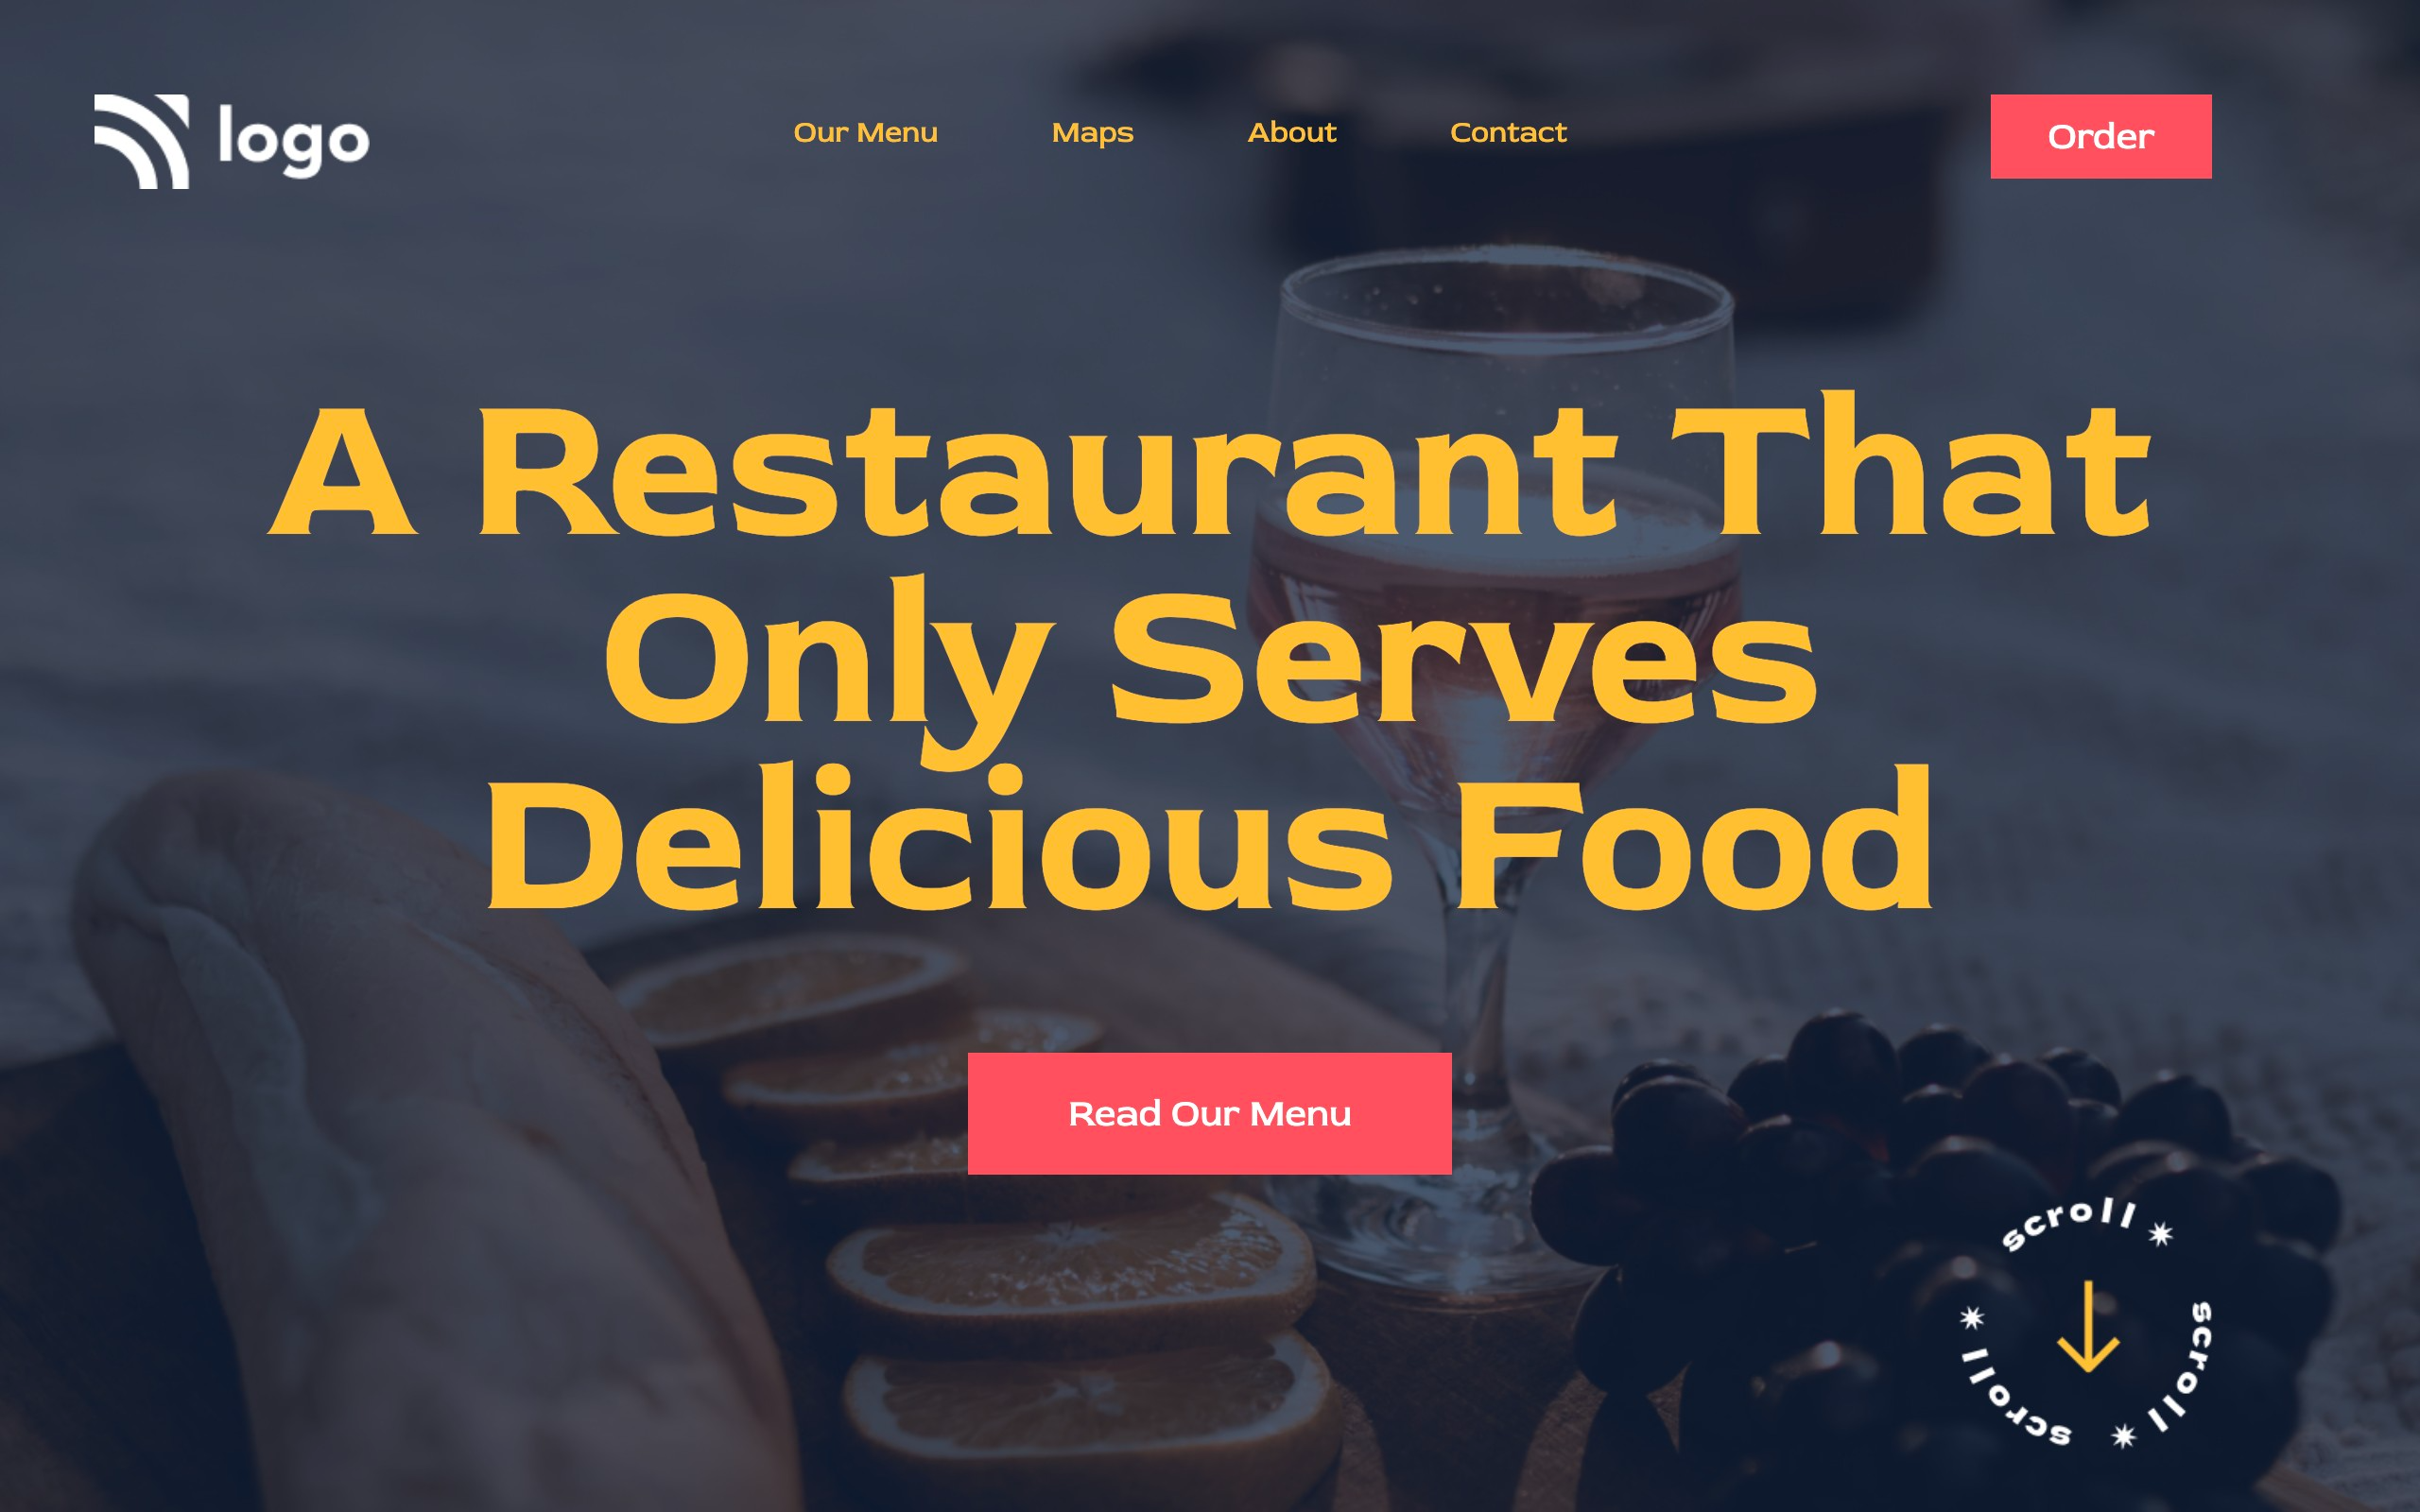 logo
Our Menu
Maps
About
Contact
Order
A Restaurant That
Only Serves
Delicious Food
Read Our Menu
scroll * scroll * scroll *